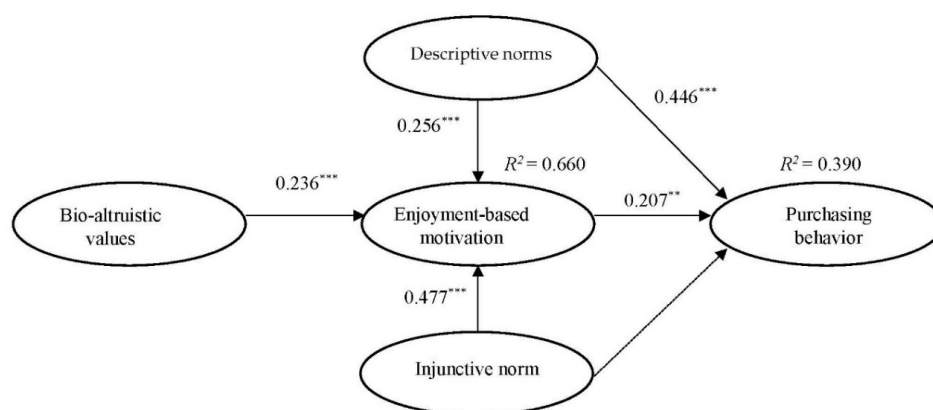 Descriptive norms
0.446***
0.256***
R² = 0.660
R² = 0.390
0.236***
0.207**
Bio-altruistic
values
Enjoyment-based
motivation
Purchasing
behavior
0.477***
Injunctive norm